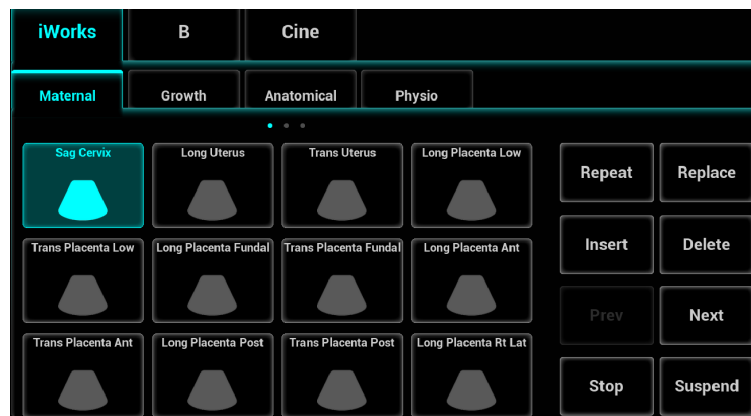 iWorks B Cine
Maternal Growth Anatomical Physio
Sag Cervix Long Uterus Trans Uterus Long Placenta Low
Repeat Replace
Trans Placenta Low Long Placenta Fundal Trans Placenta Fundal Long Placenta Ant
Insert Delete
Prev Next
Trans Placenta Ant Long Placenta Post Trans Placenta Post Long Placenta Rt Lat
Stop Suspend